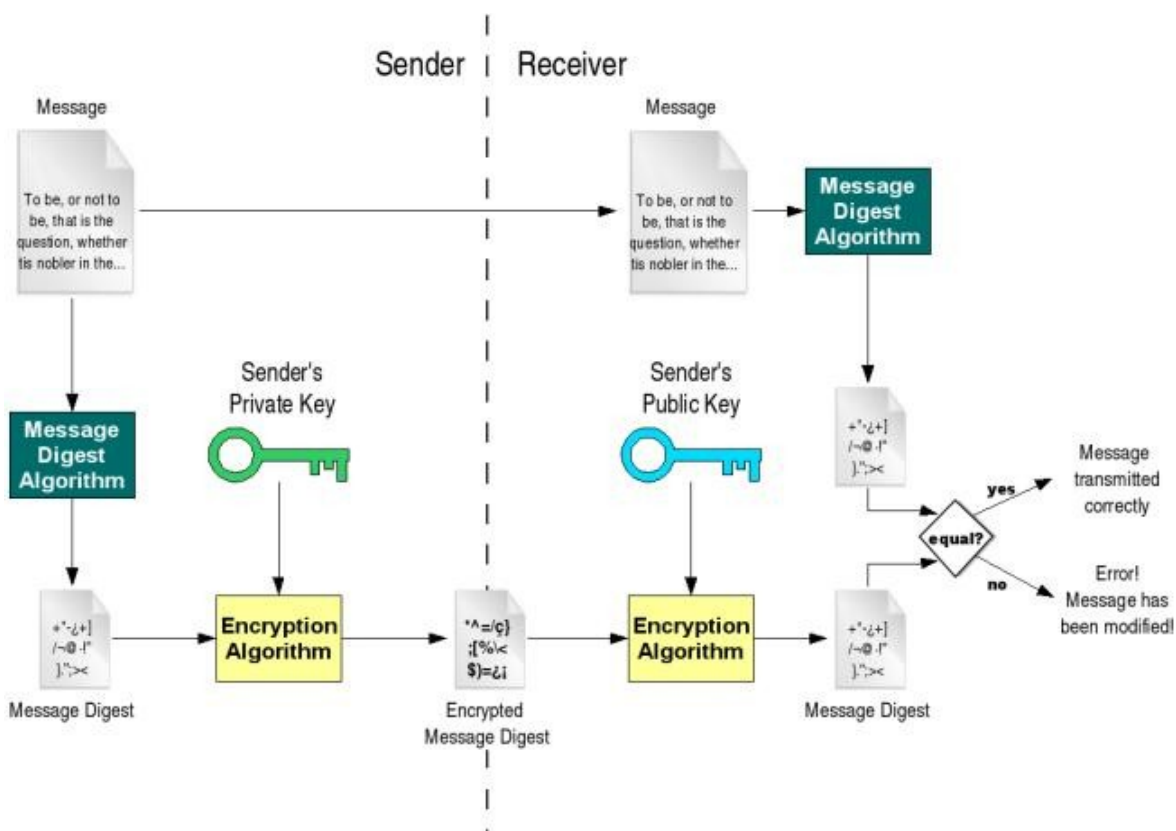 Sender
Receiver
Message
To be, or not to
be, that is the
question, whether
tis nobler in the...
Message
To be, or not to
be, that is the
question, whether
tis nobler in the...
Message
Digest
Algorithm
Sender's
Private Key
Sender's
Public Key
Message
Digest
Algorithm
+*-¿+]
/¬@-!"
}.";><
Message
transmitted
correctly
yes
equal?
no
Error!
Message has
been modified!
+*-¿+]
/¬@-!"
}.";><
Message Digest
Encryption
Algorithm
*^=/ç}
;[%\<
$)=¿¡
Encrypted
Message Digest
Encryption
Algorithm
+*-¿+]
/¬@-!"
}.";><
Message Digest